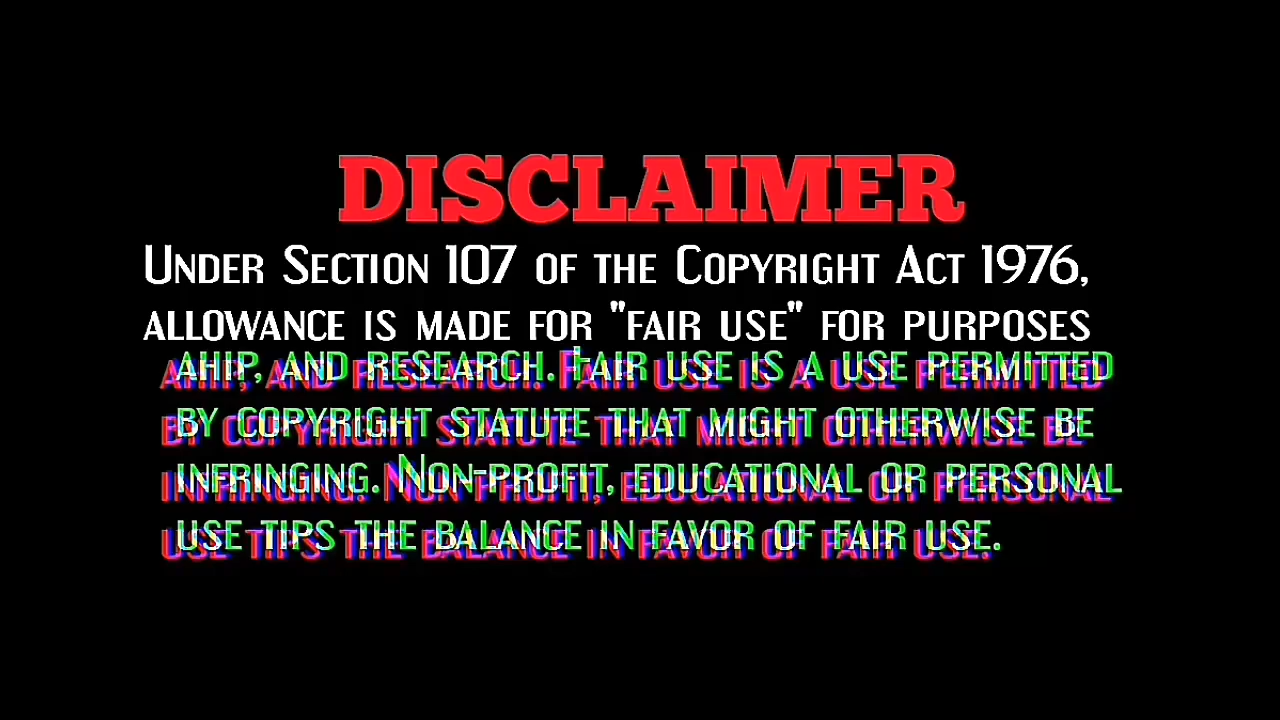 DISCLAIMER
UNDER SECTION 107 OF THE COPYRIGHT ACT 1976,
ALLOWANCE IS MADE FOR "FAIR USE" FOR PURPOSES
AHIP, AND RESEARCH. FAIR USE IS A USE PERMITTED
BY COPYRIGHT STATUTE THAT MIGHT OTHERWISE BE
INFRINGING. NON-PROFIT, EDUCATIONAL OR PERSONAL
USE TIPS THE BALANCE IN FAVOR OF FAIR USE.